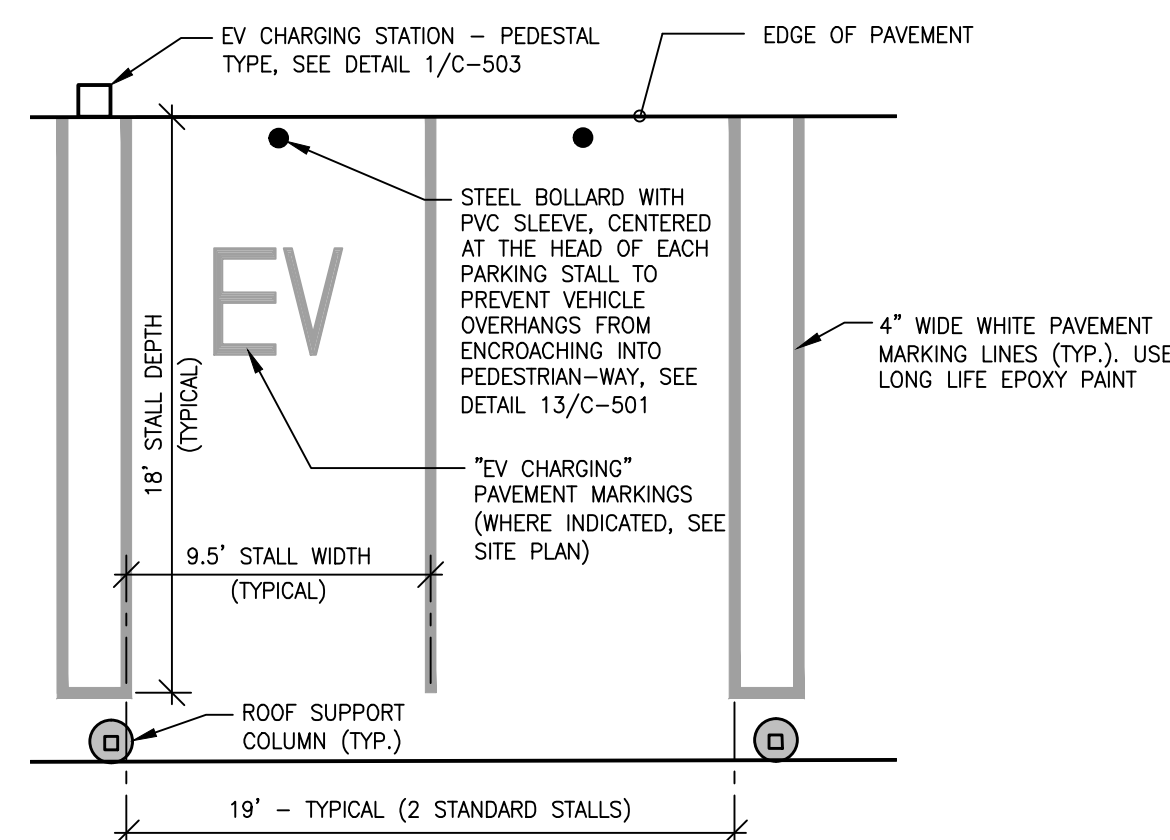 EV CHARGING STATION – PEDESTAL
TYPE, SEE DETAIL 1/C–503
EDGE OF PAVEMENT
STEEL BOLLARD WITH
PVC SLEEVE, CENTERED
AT THE HEAD OF EACH
PARKING STALL TO
PREVENT VEHICLE
OVERHANGS FROM
ENCROACHING INTO
PEDESTRIAN–WAY, SEE
DETAIL 13/C–501
EV
4" WIDE WHITE PAVEMENT
MARKING LINES (TYP.). USE
LONG LIFE EPOXY PAINT
18' STALL DEPTH
(TYPICAL)
"EV CHARGING"
PAVEMENT MARKINGS
(WHERE INDICATED, SEE
SITE PLAN)
9.5' STALL WIDTH
(TYPICAL)
ROOF SUPPORT
COLUMN (TYP.)
19' – TYPICAL (2 STANDARD STALLS)